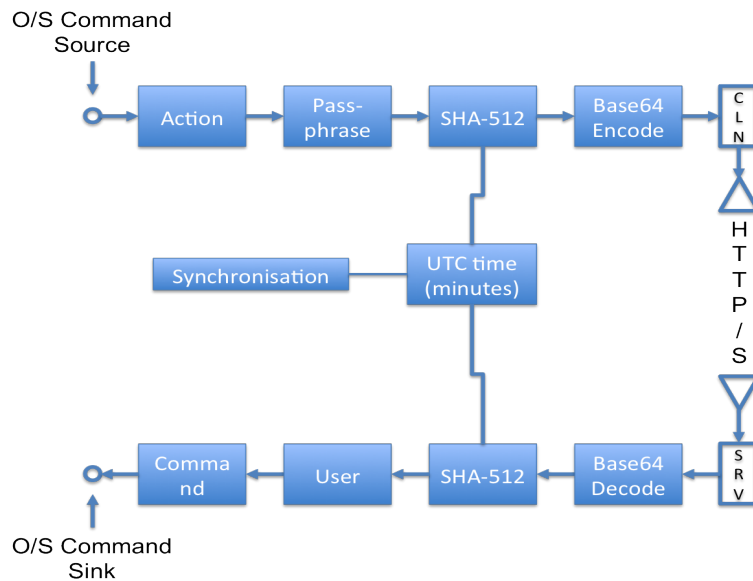 O/S Command
Source
Action
Pass-
phrase
SHA-512
Base64
Encode
C
L
N
H
T
T
P
/
S
Synchronisation
UTC time
(minutes)
Comma
nd
User
SHA-512
Base64
Decode
S
R
V
O/S Command
Sink